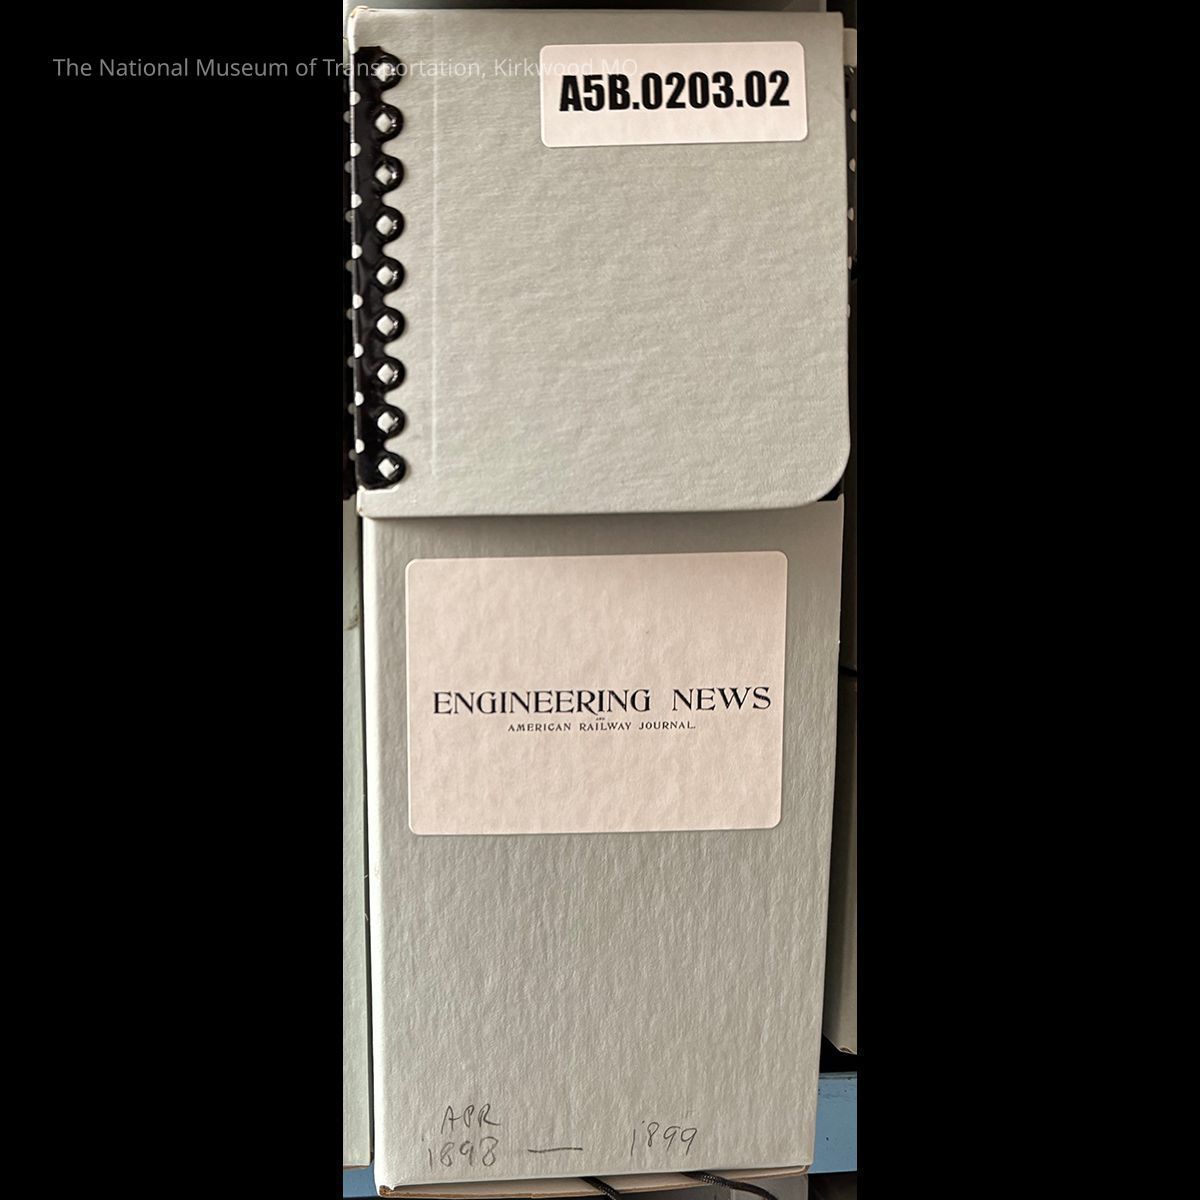 The National Museum of Transportation, Kirkwood MO
A5B.0203.02
ENGINEERING NEWS
AND
AMERICAN RAILWAY JOURNAL.
APR
1898 — 1899